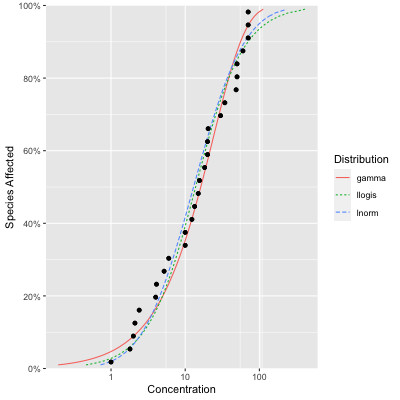 100%
80%
60%
40%
20%
0%
Species Affected
1
10
100
Concentration
Distribution
gamma
llogis
lnorm